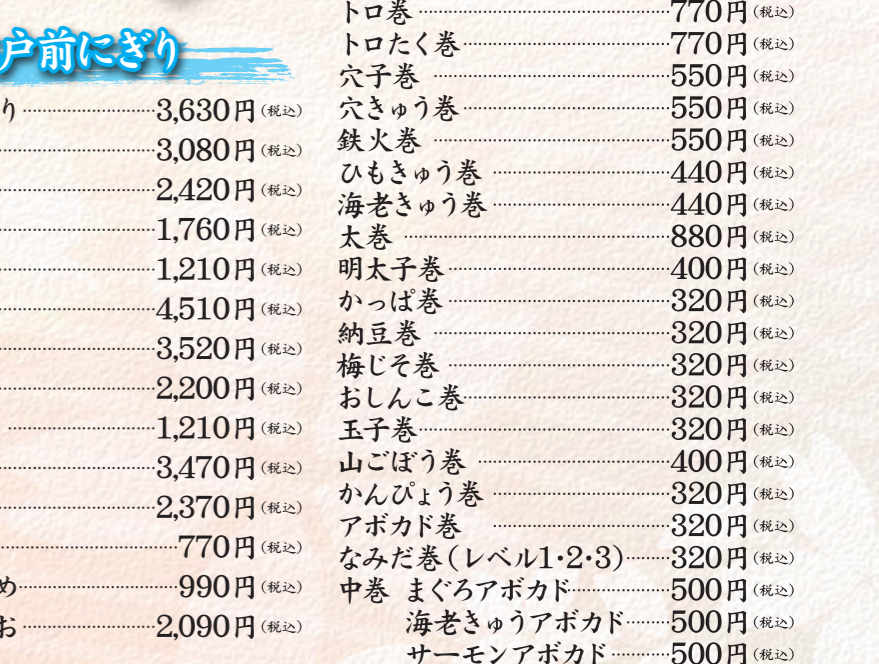 戸前にぎり
り 3,630円(税込)
3,080円(税込)
2,420円(税込)
1,760円(税込)
1,210円(税込)
4,510円(税込)
3,520円(税込)
2,200円(税込)
1,210円(税込)
3,470円(税込)
2,370円(税込)
770円(税込)
め 990円(税込)
お 2,090円(税込)
トロ巻 770円(税込)
トロたく巻 770円(税込)
穴子巻 550円(税込)
穴きゅう巻 550円(税込)
鉄火巻 550円(税込)
ひもきゅう巻 440円(税込)
海老きゅう巻 440円(税込)
太巻 880円(税込)
明太子巻 400円(税込)
かっぱ巻 320円(税込)
納豆巻 320円(税込)
梅じそ巻 320円(税込)
おしんこ巻 320円(税込)
玉子巻 320円(税込)
山ごぼう巻 400円(税込)
かんぴょう巻 320円(税込)
アボカド巻 320円(税込)
なみだ巻(レベル1・2・3) 320円(税込)
中巻 まぐろアボカド 500円(税込)
海老きゅうアボカド 500円(税込)
サーモンアボカド 500円(税込)